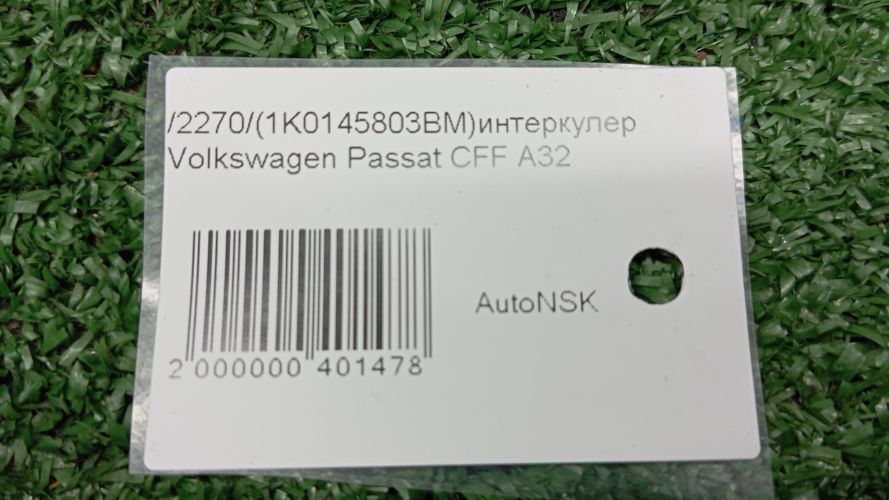 /2270/(1K0145803BM)интеркулер
Volkswagen Passat CFF A32
AutoNSK
2 000000 401478